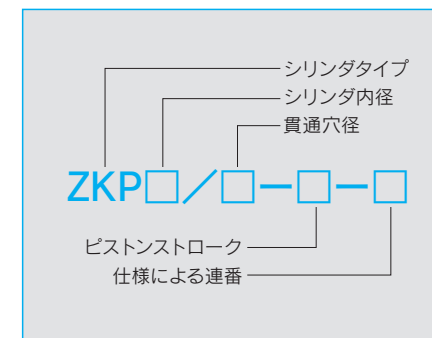 シリンダタイプ
シリンダ内径
貫通穴径
ZKP□／□－□－□
ピストンストローク
仕様による連番